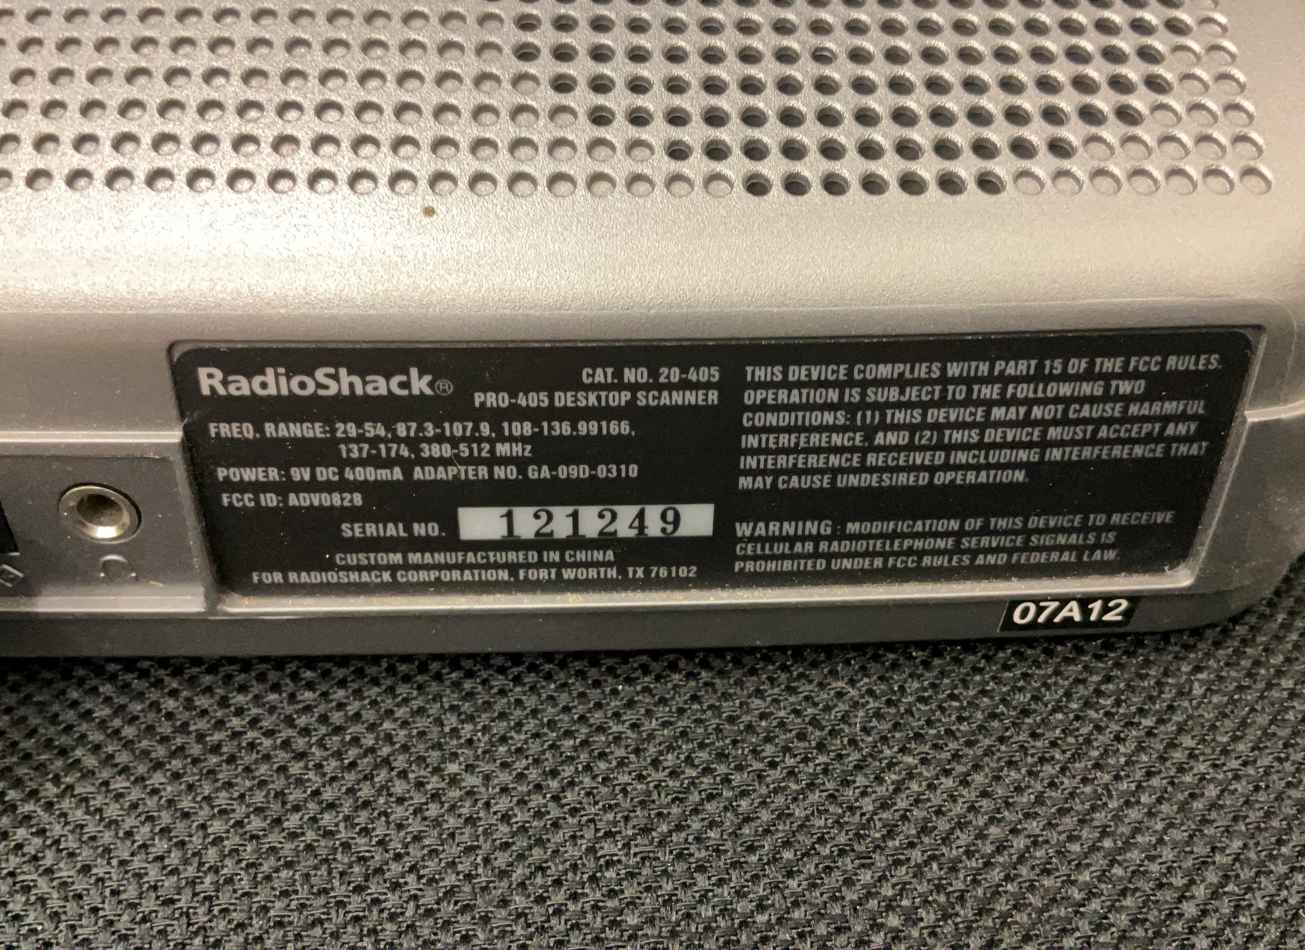 RadioShack®
CAT. NO. 20-405
PRO-405 DESKTOP SCANNER
FREQ. RANGE: 29-54, 87.3-107.9, 108-136.99166,
137-174, 380-512 MHz
POWER: 9V DC 400mA ADAPTER NO. GA-09D-0310
FCC ID: ADV0828
SERIAL NO. 121249
CUSTOM MANUFACTURED IN CHINA
FOR RADIOSHACK CORPORATION, FORT WORTH, TX 76102
THIS DEVICE COMPLIES WITH PART 15 OF THE FCC RULES.
OPERATION IS SUBJECT TO THE FOLLOWING TWO
CONDITIONS: (1) THIS DEVICE MAY NOT CAUSE HARMFUL
INTERFERENCE, AND (2) THIS DEVICE MUST ACCEPT ANY
INTERFERENCE RECEIVED INCLUDING INTERFERENCE THAT
MAY CAUSE UNDESIRED OPERATION.
WARNING : MODIFICATION OF THIS DEVICE TO RECEIVE
CELLULAR RADIOTELEPHONE SERVICE SIGNALS IS
PROHIBITED UNDER FCC RULES AND FEDERAL LAW.
07A12